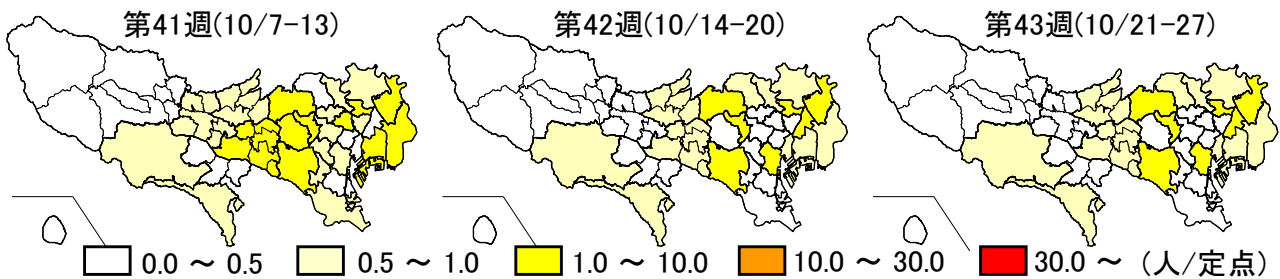 第41週(10/7-13) 第42週(10/14-20) 第43週(10/21-27)
0.0 ～ 0.5 0.5 ～ 1.0 1.0 ～ 10.0 10.0 ～ 30.0 30.0 ～ (人/定点)